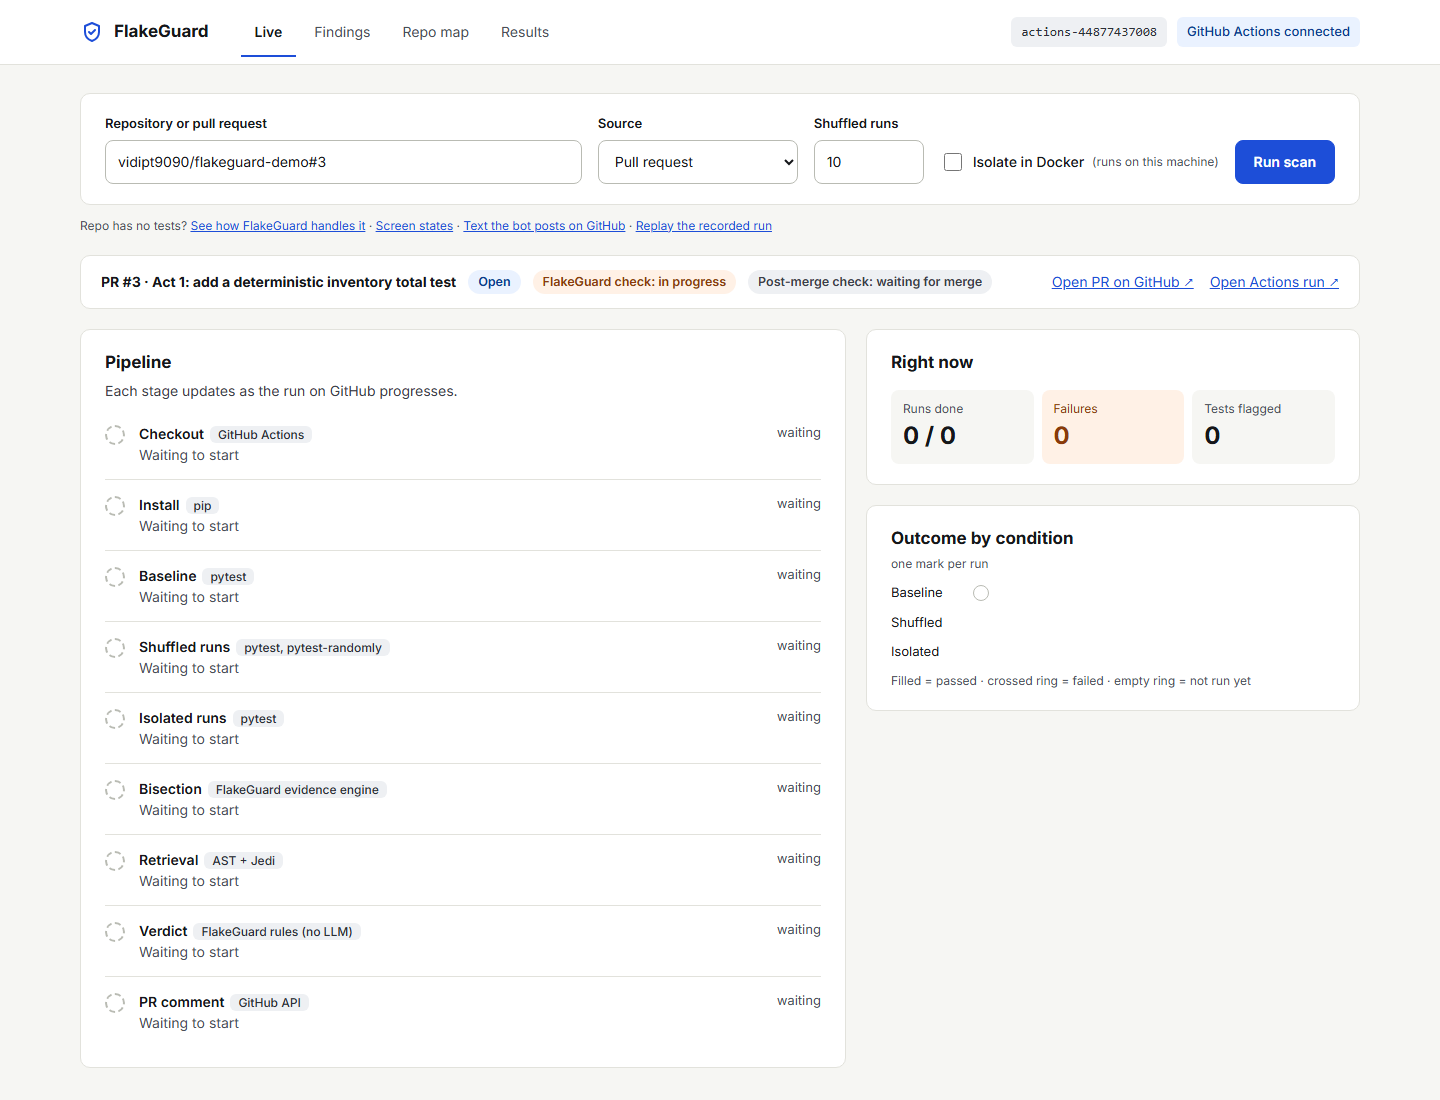 FlakeGuard
Live
Findings
Repo map
Results
actions-44877437008
GitHub Actions connected
Repository or pull request
Source
Shuffled runs
vidipt9090/flakeguard-demo#3
Pull request
10
Isolate in Docker (runs on this machine)
Run scan
Repo has no tests? See how FlakeGuard handles it · Screen states · Text the bot posts on GitHub · Replay the recorded run
PR #3 · Act 1: add a deterministic inventory total test
Open
FlakeGuard check: in progress
Post-merge check: waiting for merge
Open PR on GitHub ↗
Open Actions run ↗
Pipeline
Each stage updates as the run on GitHub progresses.
Checkout GitHub Actions waiting
Waiting to start
Install pip waiting
Waiting to start
Baseline pytest waiting
Waiting to start
Shuffled runs pytest, pytest-randomly waiting
Waiting to start
Isolated runs pytest waiting
Waiting to start
Bisection FlakeGuard evidence engine waiting
Waiting to start
Retrieval AST + Jedi waiting
Waiting to start
Verdict FlakeGuard rules (no LLM) waiting
Waiting to start
PR comment GitHub API waiting
Waiting to start
Right now
Runs done
0 / 0
Failures
0
Tests flagged
0
Outcome by condition
one mark per run
Baseline
Shuffled
Isolated
Filled = passed · crossed ring = failed · empty ring = not run yet